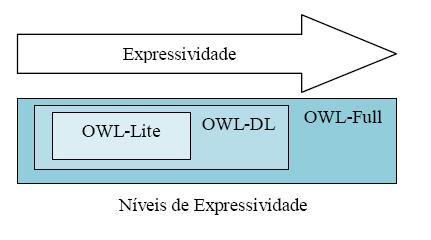 Expressividade
OWL-Lite
OWL-DL
OWL-Full
Níveis de Expressividade